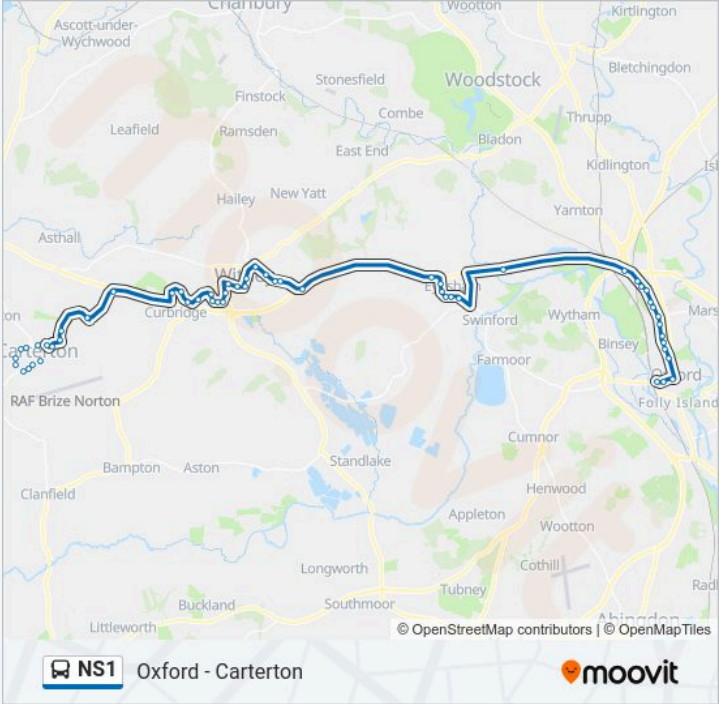 Wootton
Kirtlington
Ascott-under-
Wychwood
Bletchingdon
Stonesfield
Woodstock
Finstock
Combe
Thrupp
Leafield
Ramsden
Bladon
East End
Kidlington
Hailey
New Yatt
Yarnton
Asthall
Curbridge
Swinford
Wytham
Binsey
Farmoor
RAF Brize Norton
Folly Island
Cumnor
Standlake
Bampton
Aston
Clanfield
Henwood
Appleton
Wootton
Cothill
Longworth
Tubney
Buckland
Southmoor
Littleworth
© OpenStreetMap contributors | © OpenMapTiles
NS1
Oxford - Carterton
moovit